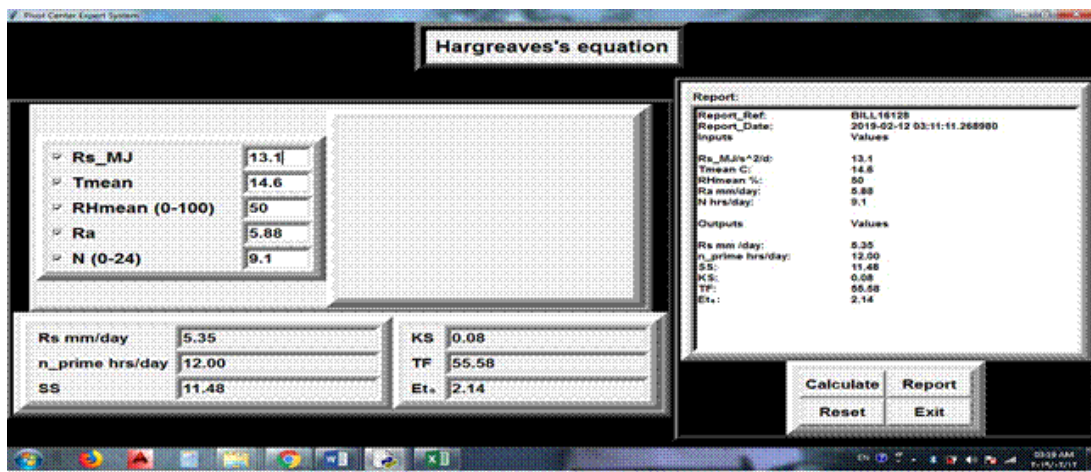 Pivot Center Expert System
Hargreaves's equation
Rs_MJ 13.1
Tmean 14.6
RHmean (0-100) 50
Ra 5.88
N (0-24) 9.1
Rs mm/day 5.35
n_prime hrs/day 12.00
SS 11.48
KS 0.08
TF 55.58
Etₒ 2.14
Report:
Report_Ref: BILL16128
Report_Date: 2019-02-12 03:11:11.268980
Inputs Values
Rs_MJ/s^2/d: 13.1
Tmean C: 14.6
RHmean %: 50
Ra mm/day: 5.88
N hrs/day: 9.1
Outputs Values
Rs mm /day: 5.35
n_prime hrs/day: 12.00
SS: 11.48
KS: 0.08
TF: 55.58
Etₒ: 2.14
Calculate Report
Reset Exit
EN